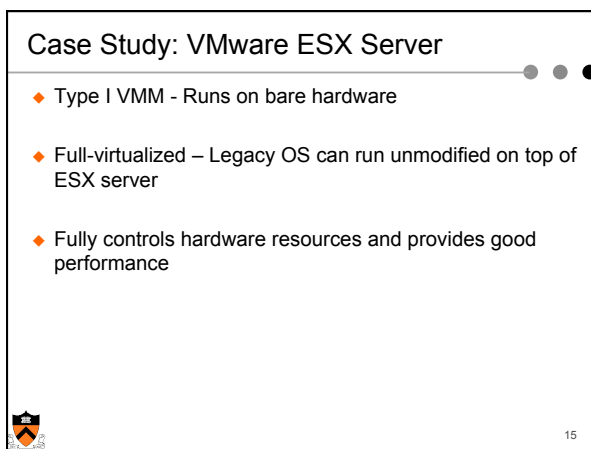 Case Study: VMware ESX Server
◆ Type I VMM - Runs on bare hardware
◆ Full-virtualized – Legacy OS can run unmodified on top of
ESX server
◆ Fully controls hardware resources and provides good
performance
15